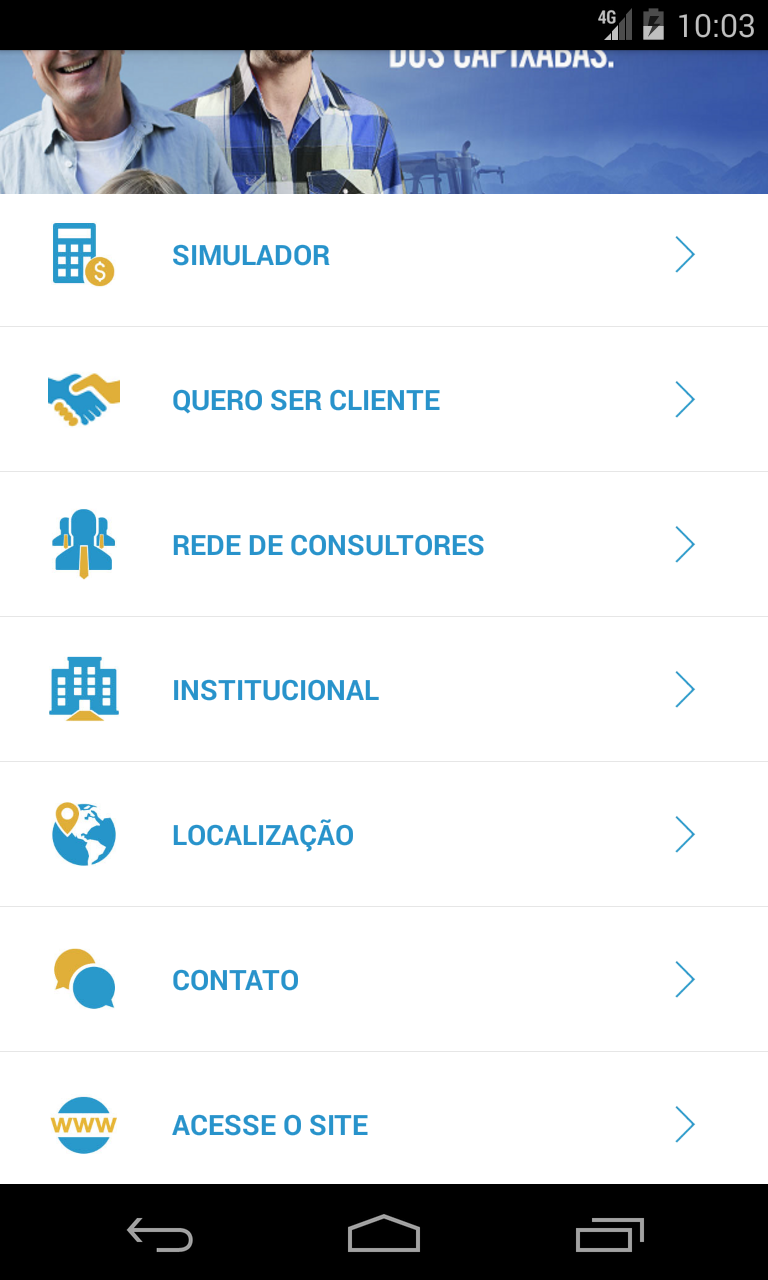 4G 10:03
DOS CAPIXABAS.
$
SIMULADOR
QUERO SER CLIENTE
REDE DE CONSULTORES
INSTITUCIONAL
LOCALIZAÇÃO
CONTATO
WWW
ACESSE O SITE